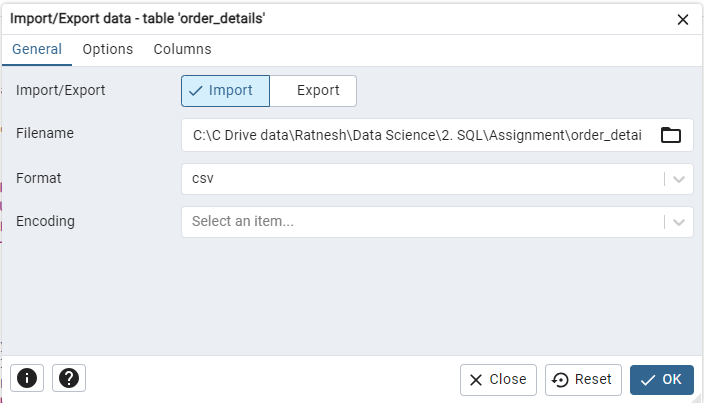 Import/Export data - table 'order_details'
General Options Columns
Import/Export Import Export
Filename C:\C Drive data\Ratnesh\Data Science\2. SQL\Assignment\order_detai
Format csv
Encoding Select an item...
Close Reset OK